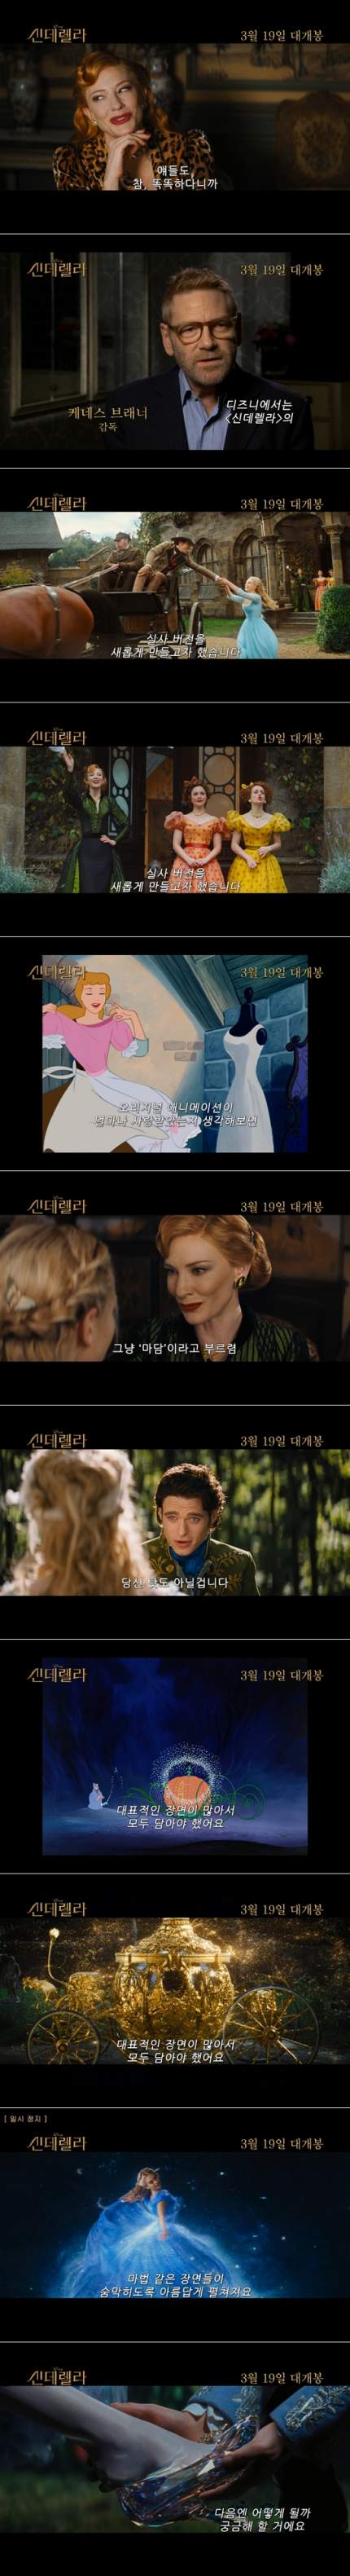 신데렐라
3월 19일 대개봉
얘들도
참, 똑똑하다니까
신데렐라
3월 19일 대개봉
케네스 브래너
감독
디즈니에서는
<신데렐라>의
신데렐라
3월 19일 대개봉
실사 버전을
새롭게 만들고자 했습니다
신데렐라
3월 19일 대개봉
실사 버전을
새롭게 만들고자 했습니다
신데렐라
3월 19일 대개봉
오리지널 애니메이션이
얼마나 사랑받았는지 생각해보면
신데렐라
3월 19일 대개봉
그냥 '마담'이라고 부르렴
신데렐라
3월 19일 대개봉
당신 탓도 아닐겁니다
신데렐라
3월 19일 대개봉
대표적인 장면이 많아서
모두 담아야 했어요
신데렐라
3월 19일 대개봉
대표적인 장면이 많아서
모두 담아야 했어요
[ 일시 정지 ]
신데렐라
3월 19일 대개봉
마법 같은 장면들이
숨막히도록 아름답게 펼쳐져요
신데렐라
3월 19일 대개봉
다음엔 어떻게 될까
궁금해 할 거에요